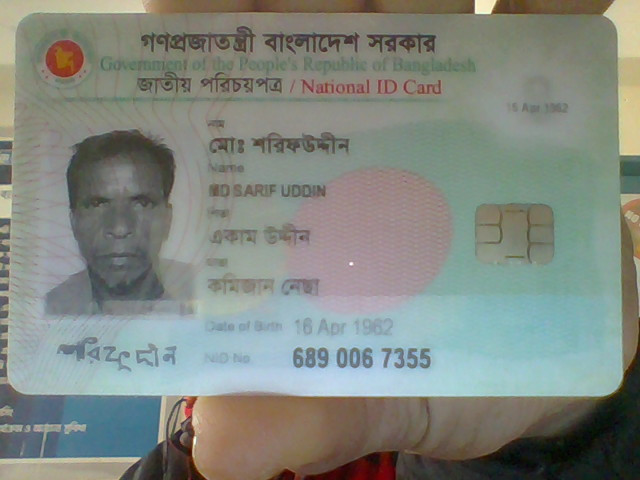 গণপ্রজাতন্ত্রী বাংলাদেশ সরকার
Government of the People's Republic of Bangladesh
জাতীয় পরিচয়পত্র / National ID Card
16 Apr 1962
নাম
মোঃ শরিফউদ্দীন
Name
MD SARIF UDDIN
পিতা
একাম উদ্দীন
মাতা
কমিজান নেছা
Date of Birth 16 Apr 1962
NID No. 689 006 7355
শরিফুদ্দীন